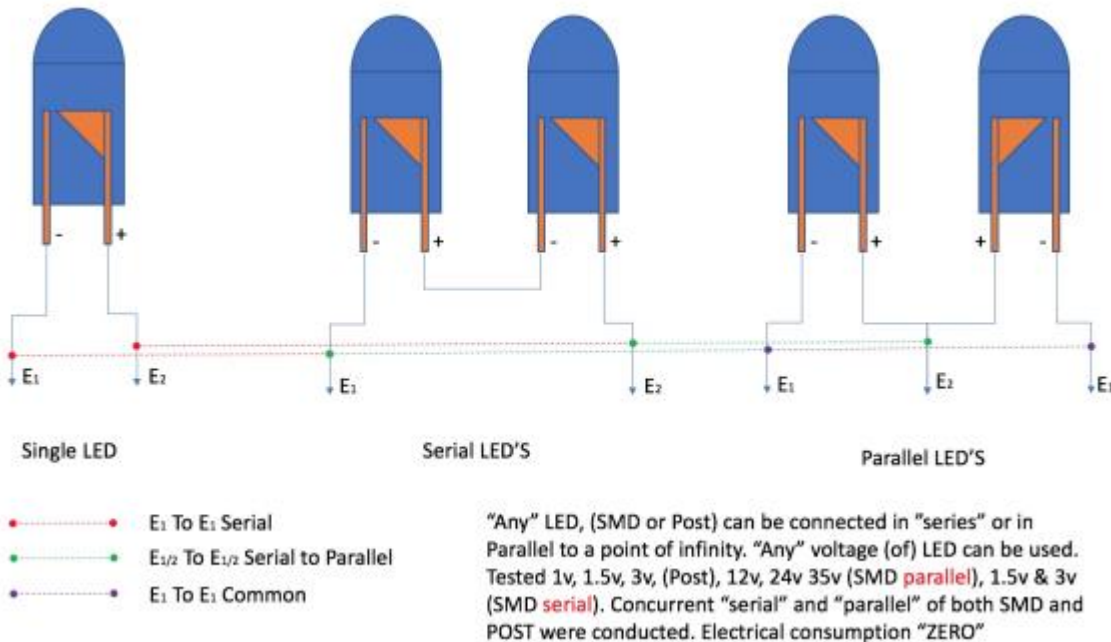 - + - + - + - + + -
E₁ E₂ E₁ E₂ E₁ E₂ E₁
Single LED Serial LED'S Parallel LED'S
E₁ To E₁ Serial
E₁/₂ To E₁/₂ Serial to Parallel
E₁ To E₁ Common
“Any” LED, (SMD or Post) can be connected in “series” or in
Parallel to a point of infinity. “Any” voltage (of) LED can be used.
Tested 1v, 1.5v, 3v, (Post), 12v, 24v 35v (SMD parallel), 1.5v & 3v
(SMD serial). Concurrent “serial” and “parallel” of both SMD and
POST were conducted. Electrical consumption “ZERO”